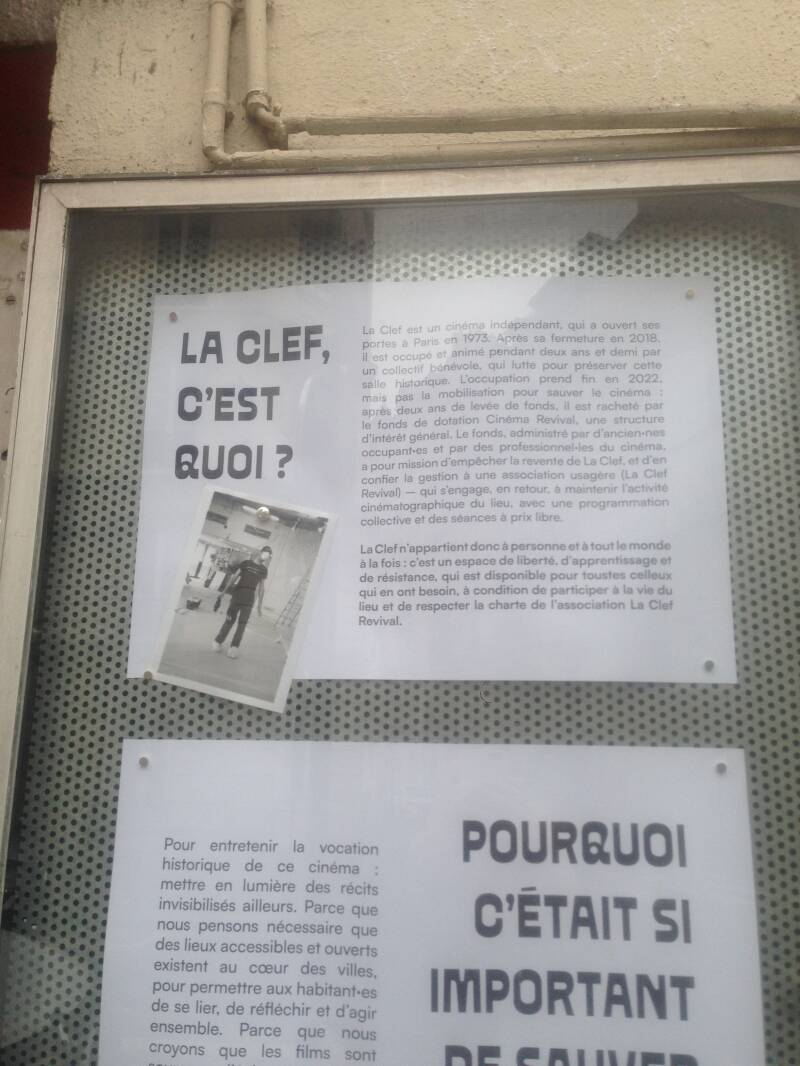 LA CLEF,
C'EST
QUOI ?
La Clef est un cinéma indépendant, qui a ouvert ses
portes à Paris en 1973. Après sa fermeture en 2018,
il est occupé et animé pendant deux ans et demi par
un collectif bénévole, qui lutte pour préserver cette
salle historique. L'occupation prend fin en 2022,
mais pas la mobilisation pour sauver le cinéma :
après deux ans de levée de fonds, il est racheté par
le fonds de dotation Cinéma Revival, une structure
d'intérêt général. Le fonds, administré par d'ancien·nes
occupant·es et par des professionnel·les du cinéma,
a pour mission d'empêcher la revente de La Clef, et d'en
confier la gestion à une association usagère (La Clef
Revival) — qui s'engage, en retour, à maintenir l'activité
cinématographique du lieu, avec une programmation
collective et des séances à prix libre.
La Clef n'appartient donc à personne et à tout le monde
à la fois : c'est un espace de liberté, d'apprentissage et
de résistance, qui est disponible pour toustes celleux
qui en ont besoin, à condition de participer à la vie du
lieu et de respecter la charte de l'association La Clef
Revival.
Pour entretenir la vocation
historique de ce cinéma :
mettre en lumière des récits
invisibilisés ailleurs. Parce que
nous pensons nécessaire que
des lieux accessibles et ouverts
existent au cœur des villes,
pour permettre aux habitant·es
de se lier, de réfléchir et d'agir
ensemble. Parce que nous
croyons que les films sont
POURQUOI
C'ÉTAIT SI
IMPORTANT
DE SAUVER